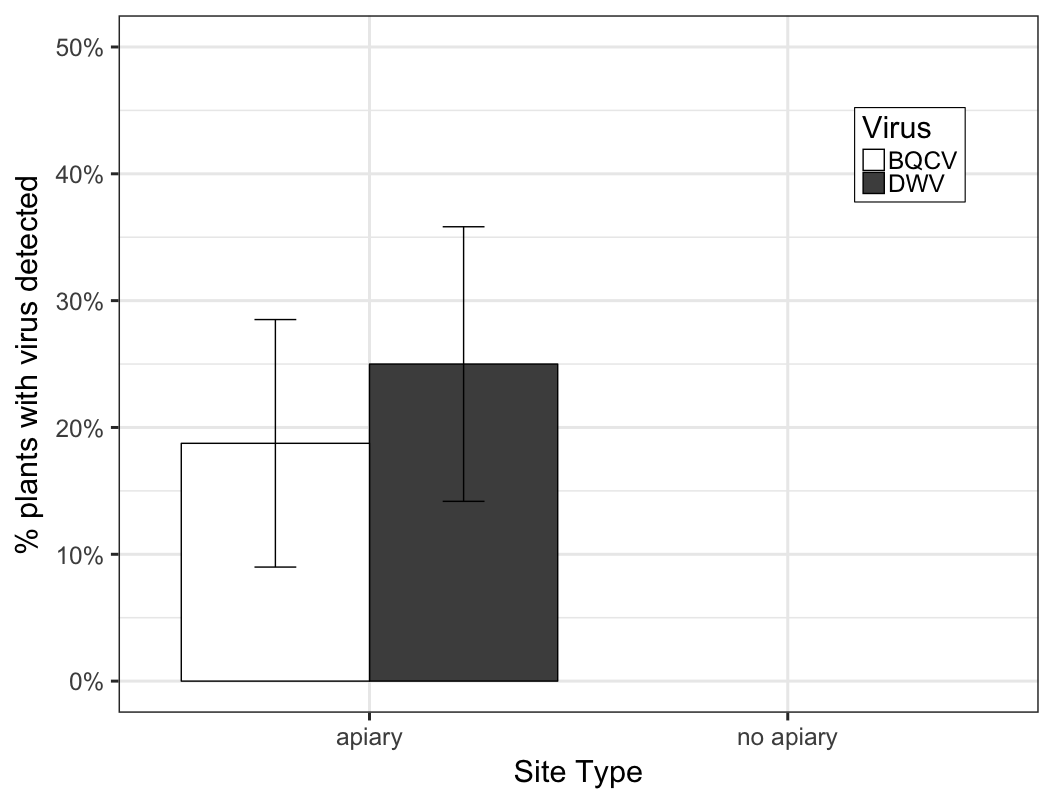 50%
40%
30%
20%
10%
0%
% plants with virus detected
Virus
BQCV
DWV
apiary
no apiary
Site Type